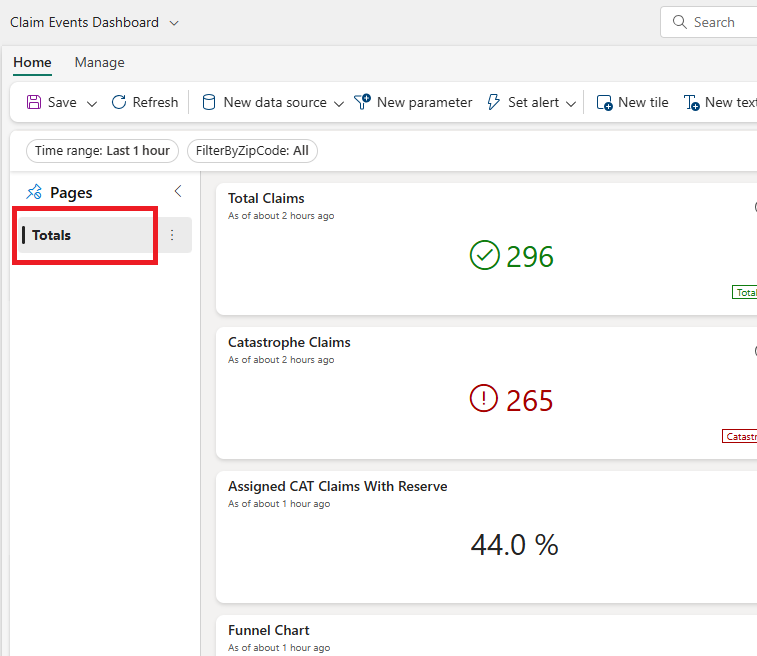 Claim Events Dashboard
Search
Home Manage
Save Refresh New data source New parameter Set alert New tile New text
Time range: Last 1 hour FilterByZipCode: All
Pages
Totals
Total Claims
As of about 2 hours ago
296
Total
Catastrophe Claims
As of about 2 hours ago
265
Catastr
Assigned CAT Claims With Reserve
As of about 1 hour ago
44.0 %
Funnel Chart
As of about 1 hour ago